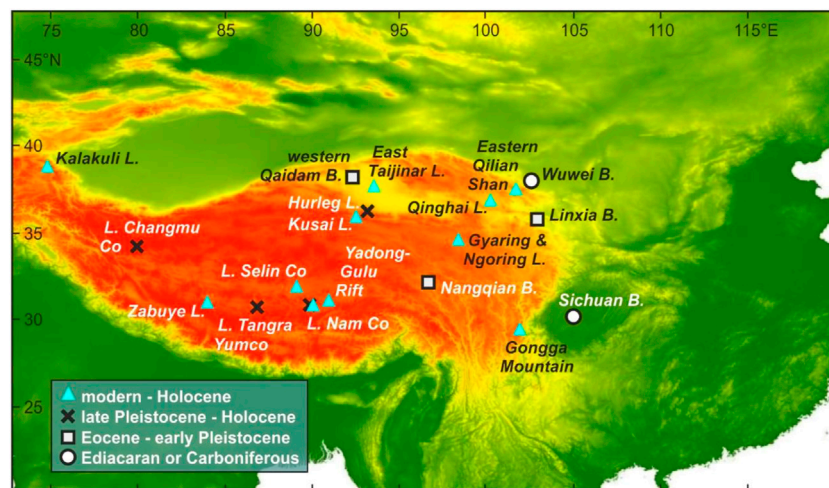 75 80 85 90 95 100 105 110 115°E
45°N
40
35
30
25
Kalakuli L.
western
Qaidam B.
East
Taijinar L.
Eastern
Qilian
Shan
Wuwei B.
Hurleg L.
Kusai L.
Qinghai L.
Linxia B.
L. Changmu
Co
Gyaring &
Ngoring L.
Yadong-
Gulu
Rift
L. Selin Co
Nangqian B.
Sichuan B.
Zabuye L.
L. Tangra
Yumco
L. Nam Co
Gongga
Mountain
modern - Holocene
late Pleistocene - Holocene
Eocene - early Pleistocene
Ediacaran or Carboniferous